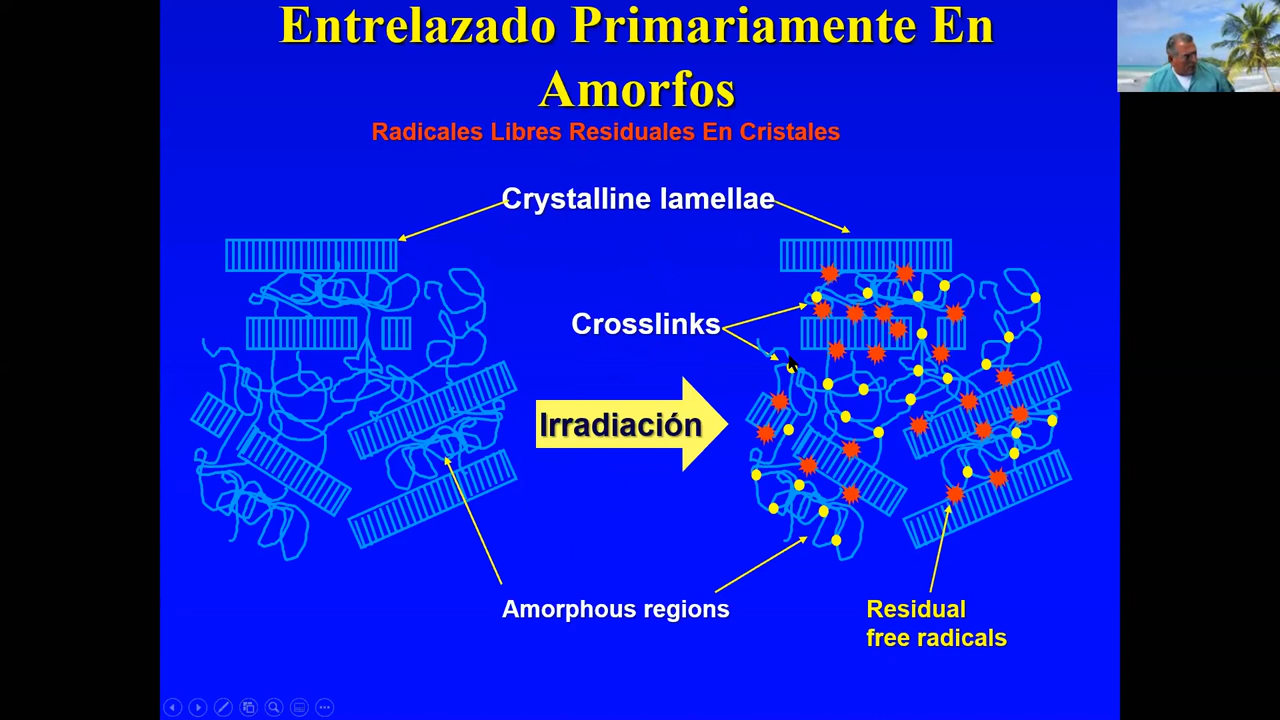 Entrelazado Primariamente En
Amorfos
Radicales Libres Residuales En Cristales
Crystalline lamellae
Crosslinks
Irradiación
Amorphous regions
Residual
free radicals